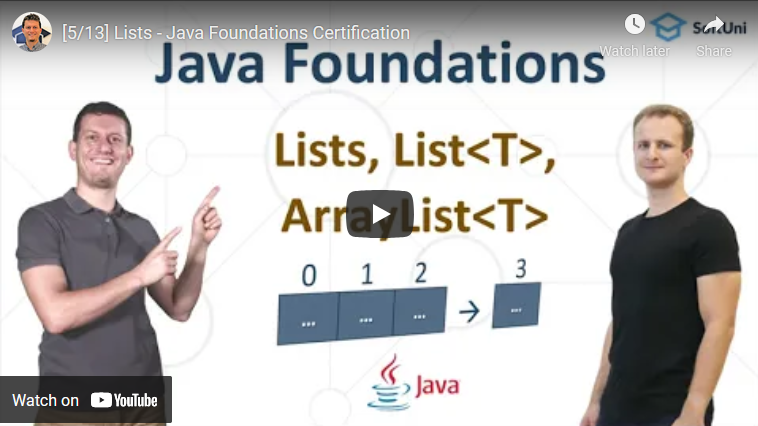 [5/13] Lists - Java Foundations Certification
Watch later
Share
SoftUni
Java Foundations
Lists, List<T>,
ArrayList<T>
0 1 2 3
... ... ... ...
Java
Watch on YouTube